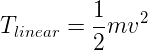 T_{linear} = \frac{1}{2}mv^2